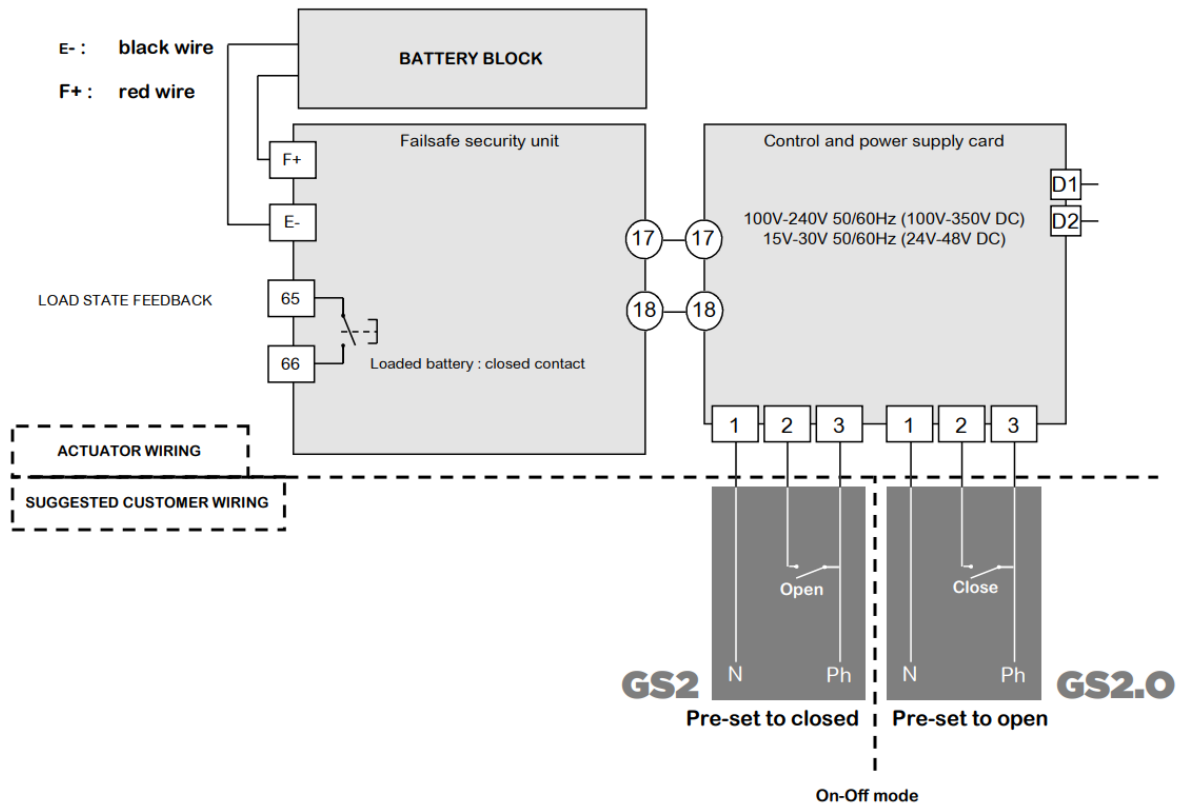 E- : black wire
F+ : red wire
BATTERY BLOCK
Failsafe security unit
F+
E-
LOAD STATE FEEDBACK
65
66
Loaded battery : closed contact
17
18
17
18
Control and power supply card
100V-240V 50/60Hz (100V-350V DC)
15V-30V 50/60Hz (24V-48V DC)
D1
D2
1 2 3 1 2 3
ACTUATOR WIRING
SUGGESTED CUSTOMER WIRING
Open
N Ph
GS2
Pre-set to closed
Close
N Ph
GS2.O
Pre-set to open
On-Off mode